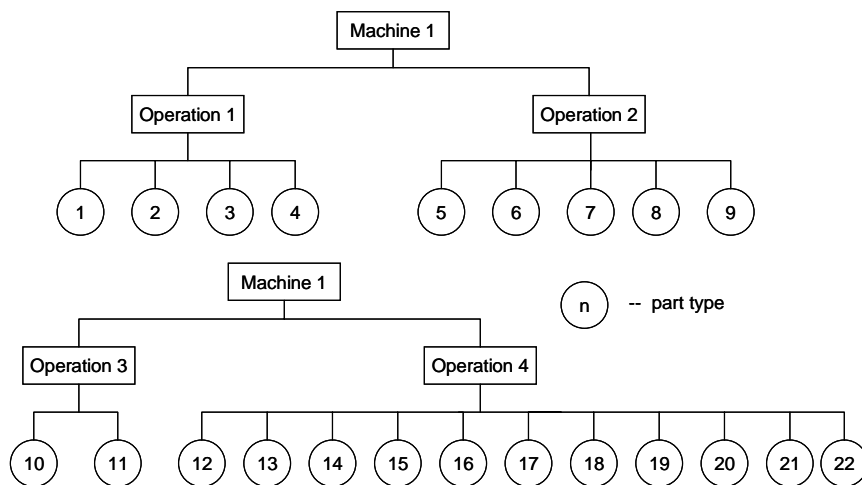 Machine 1
Operation 1 Operation 2
1 2 3 4 5 6 7 8 9
Machine 1
n -- part type
Operation 3 Operation 4
10 11 12 13 14 15 16 17 18 19 20 21 22